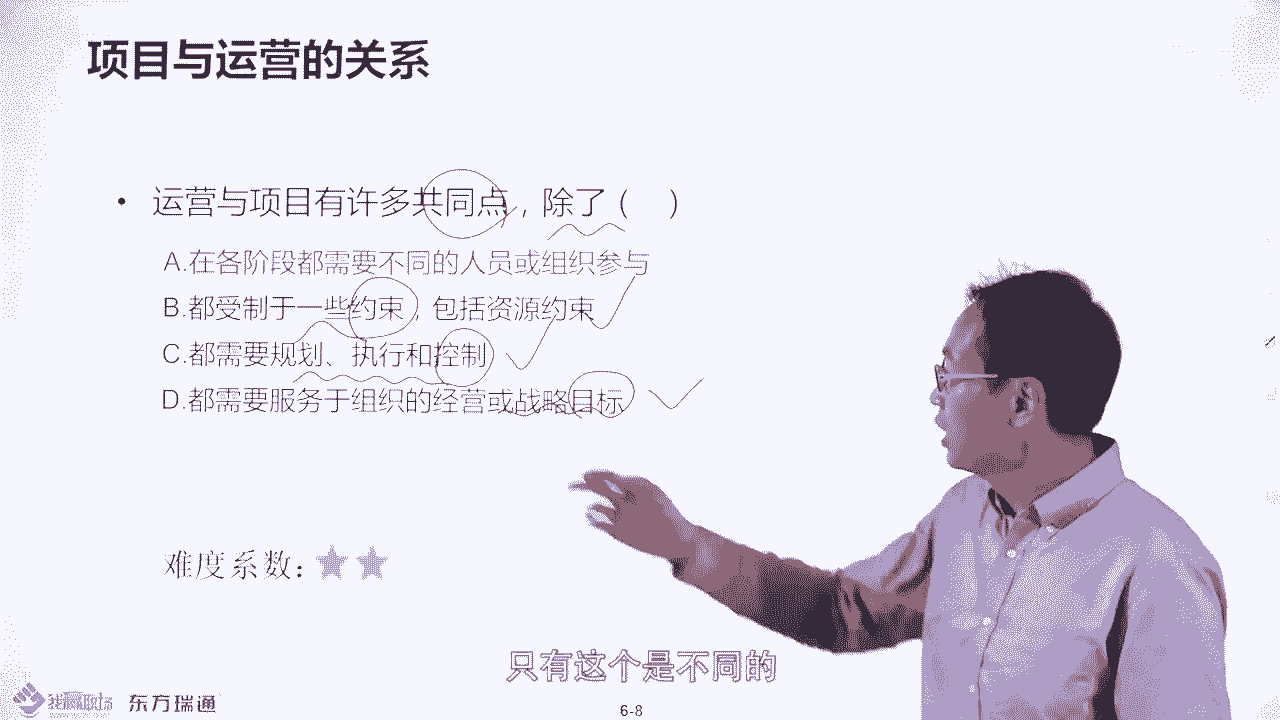 项目与运营的关系
• 运营与项目有许多共同点，除了（ ）
A.在各阶段都需要不同的人员或组织参与
B.都受制于一些约束，包括资源约束
C.都需要规划、执行和控制
D.都需要服务于组织的经营或战略目标
难度系数：★★
只有这个是不同的
我赢职场 东方瑞通
6-8